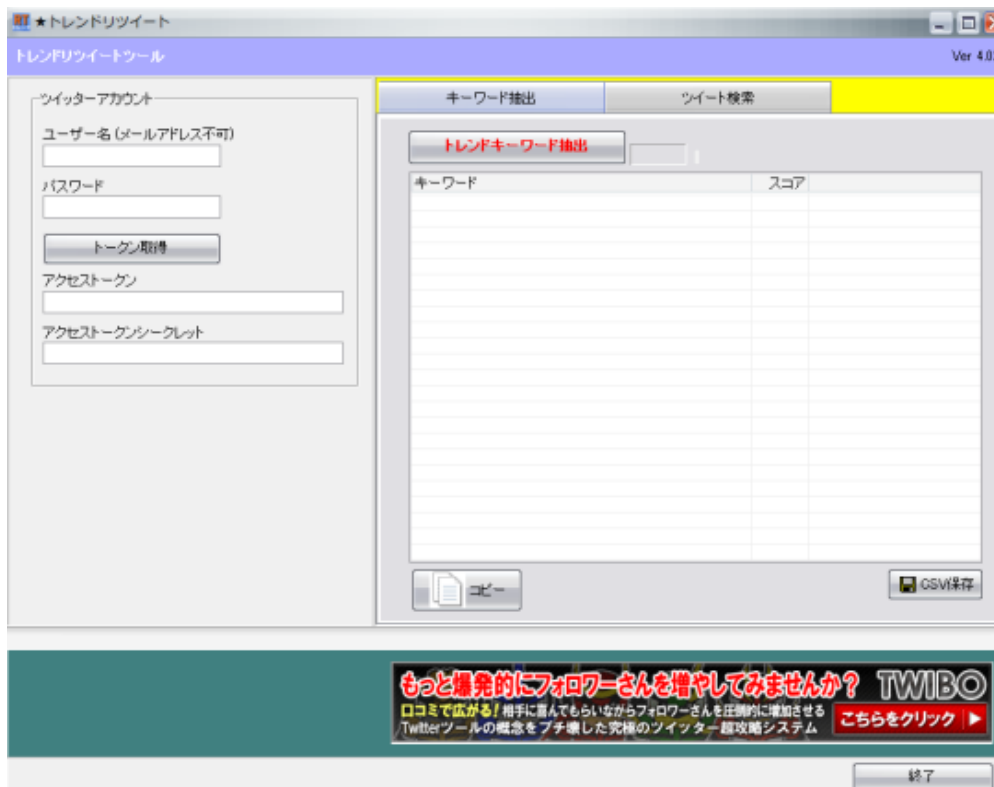 ★トレンドリツイート
トレンドリツイートツール
Ver 4.0
ツイッターアカウント
ユーザー名(メールアドレス不可)
パスワード
トークン取得
アクセストークン
アクセストークンシークレット
キーワード抽出
ツイート検索
トレンドキーワード抽出
キーワード
スコア
コピー
CSV保存
もっと爆発的にフォロワーさんを増やしてみませんか?
TWIBO
口コミで広がる!相手に喜んでもらいながらフォロワーさんを圧倒的に増加させる
Twitterツールの概念をブチ壊した究極のツイッター超攻略システム
こちらをクリック
終了